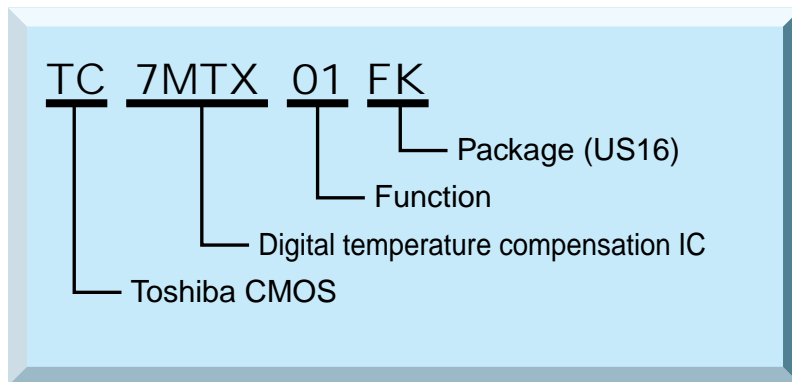 TC 7MTX 01 FK
Package (US16)
Function
Digital temperature compensation IC
Toshiba CMOS